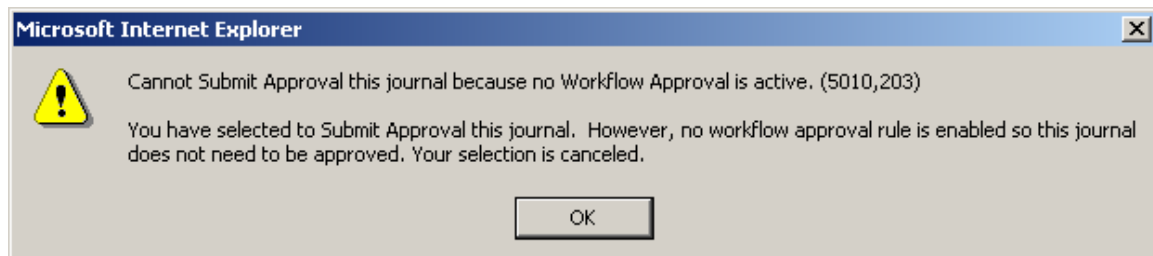 Microsoft Internet Explorer
Cannot Submit Approval this journal because no Workflow Approval is active. (5010,203)
You have selected to Submit Approval this journal.  However, no workflow approval rule is enabled so this journal
does not need to be approved. Your selection is canceled.
OK